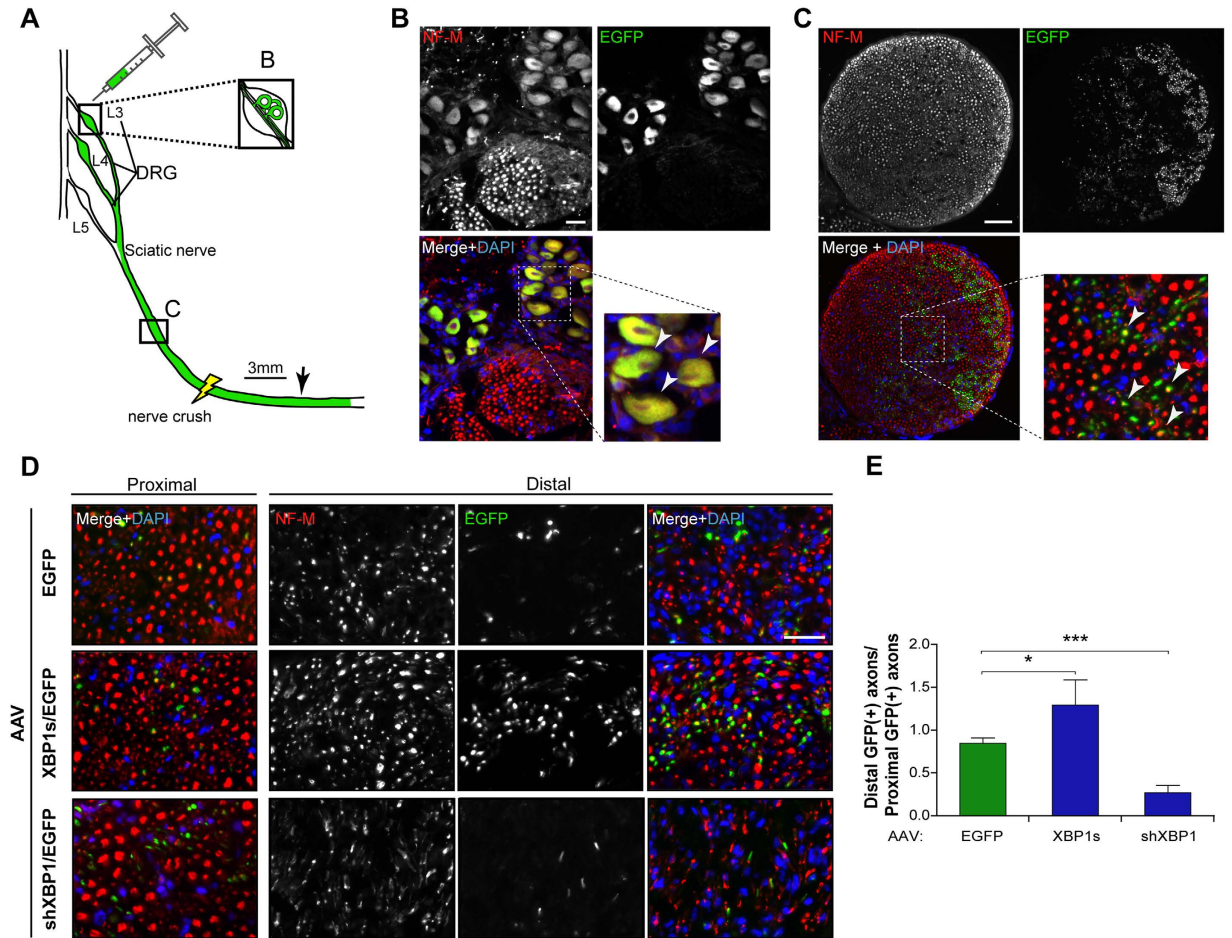 A
B
L3
L4
DRG
L5
Sciatic nerve
C
3mm
nerve crush
B
NF-M
EGFP
Merge+DAPI
C
NF-M
EGFP
Merge + DAPI
D
Proximal
Distal
Merge+DAPI
NF-M
EGFP
Merge+DAPI
AAV
EGFP
XBP1s/EGFP
shXBP1/EGFP
E
Distal GFP(+) axons/
Proximal GFP(+) axons
2.0
1.5
1.0
0.5
0.0
*
***
AAV:
EGFP
XBP1s
shXBP1